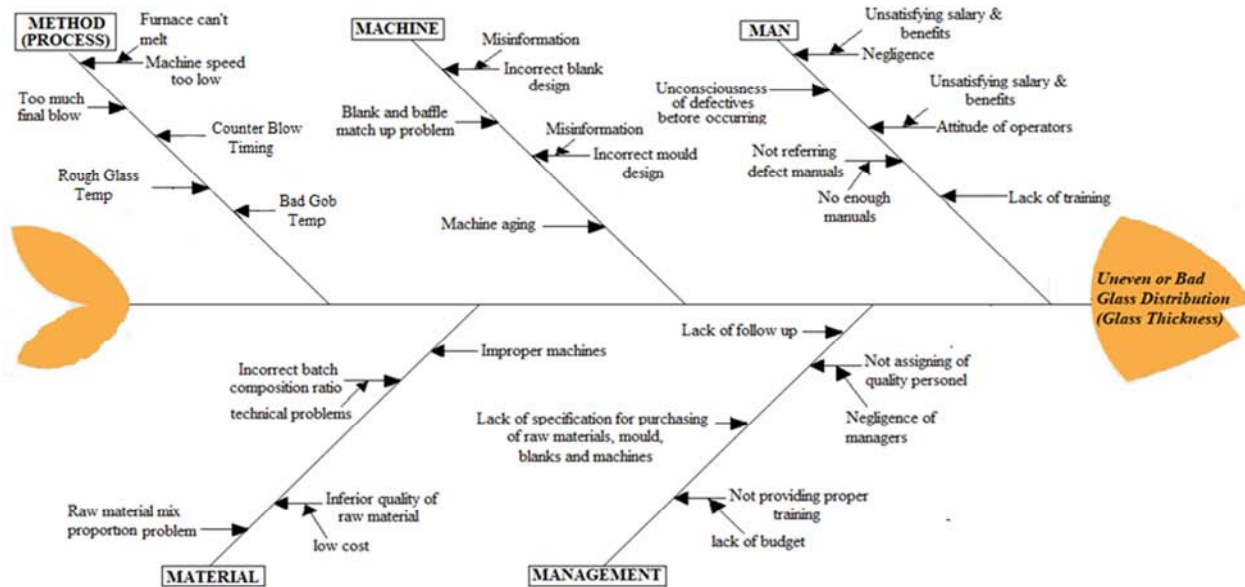 METHOD
(PROCESS)
Furnace can't
melt
Machine speed
too low
Too much
final blow
Counter Blow
Timing
Rough Glass
Temp
Bad Gob
Temp
MACHINE
Misinformation
Incorrect blank
design
Blank and baffle
match up problem
Misinformation
Incorrect mould
design
Machine aging
MAN
Unsatisfying salary &
benefits
Negligence
Unconsciousness
of defectives
before occurring
Unsatisfying salary &
benefits
Attitude of operators
Not referring
defect manuals
No enough
manuals
Lack of training
Uneven or Bad
Glass Distribution
(Glass Thickness)
Improper machines
Incorrect batch
composition ratio
technical problems
Inferior quality of
raw material
low cost
Raw material mix
proportion problem
MATERIAL
Lack of follow up
Not assigning of
quality personel
Negligence of
managers
Lack of specification for purchasing
of raw materials, mould,
blanks and machines
Not providing proper
training
lack of budget
MANAGEMENT